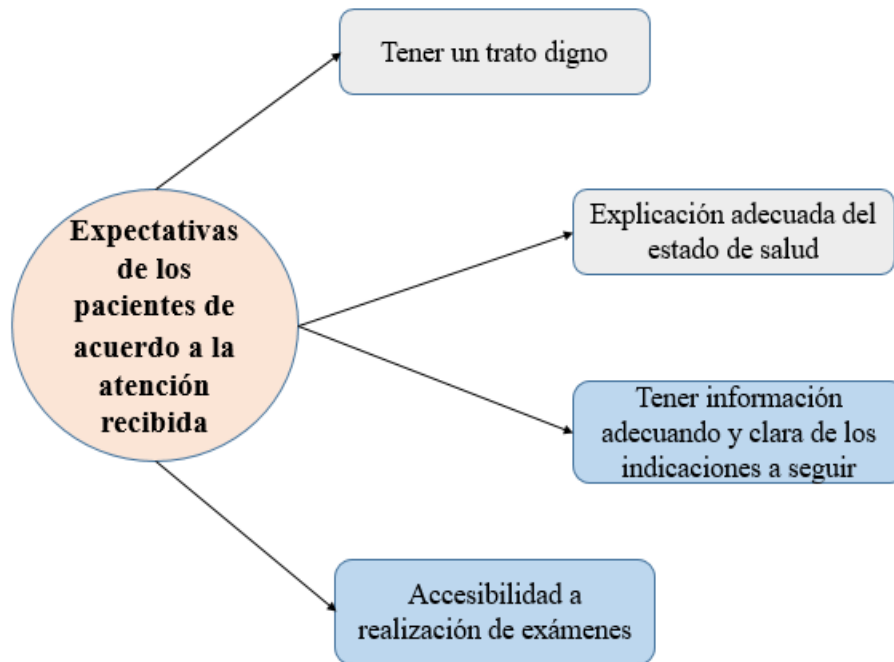 Tener un trato digno
Expectativas
de los
pacientes de
acuerdo a la
atención
recibida
Explicación adecuada del
estado de salud
Tener información
adecuando y clara de los
indicaciones a seguir
Accesibilidad a
realización de exámenes